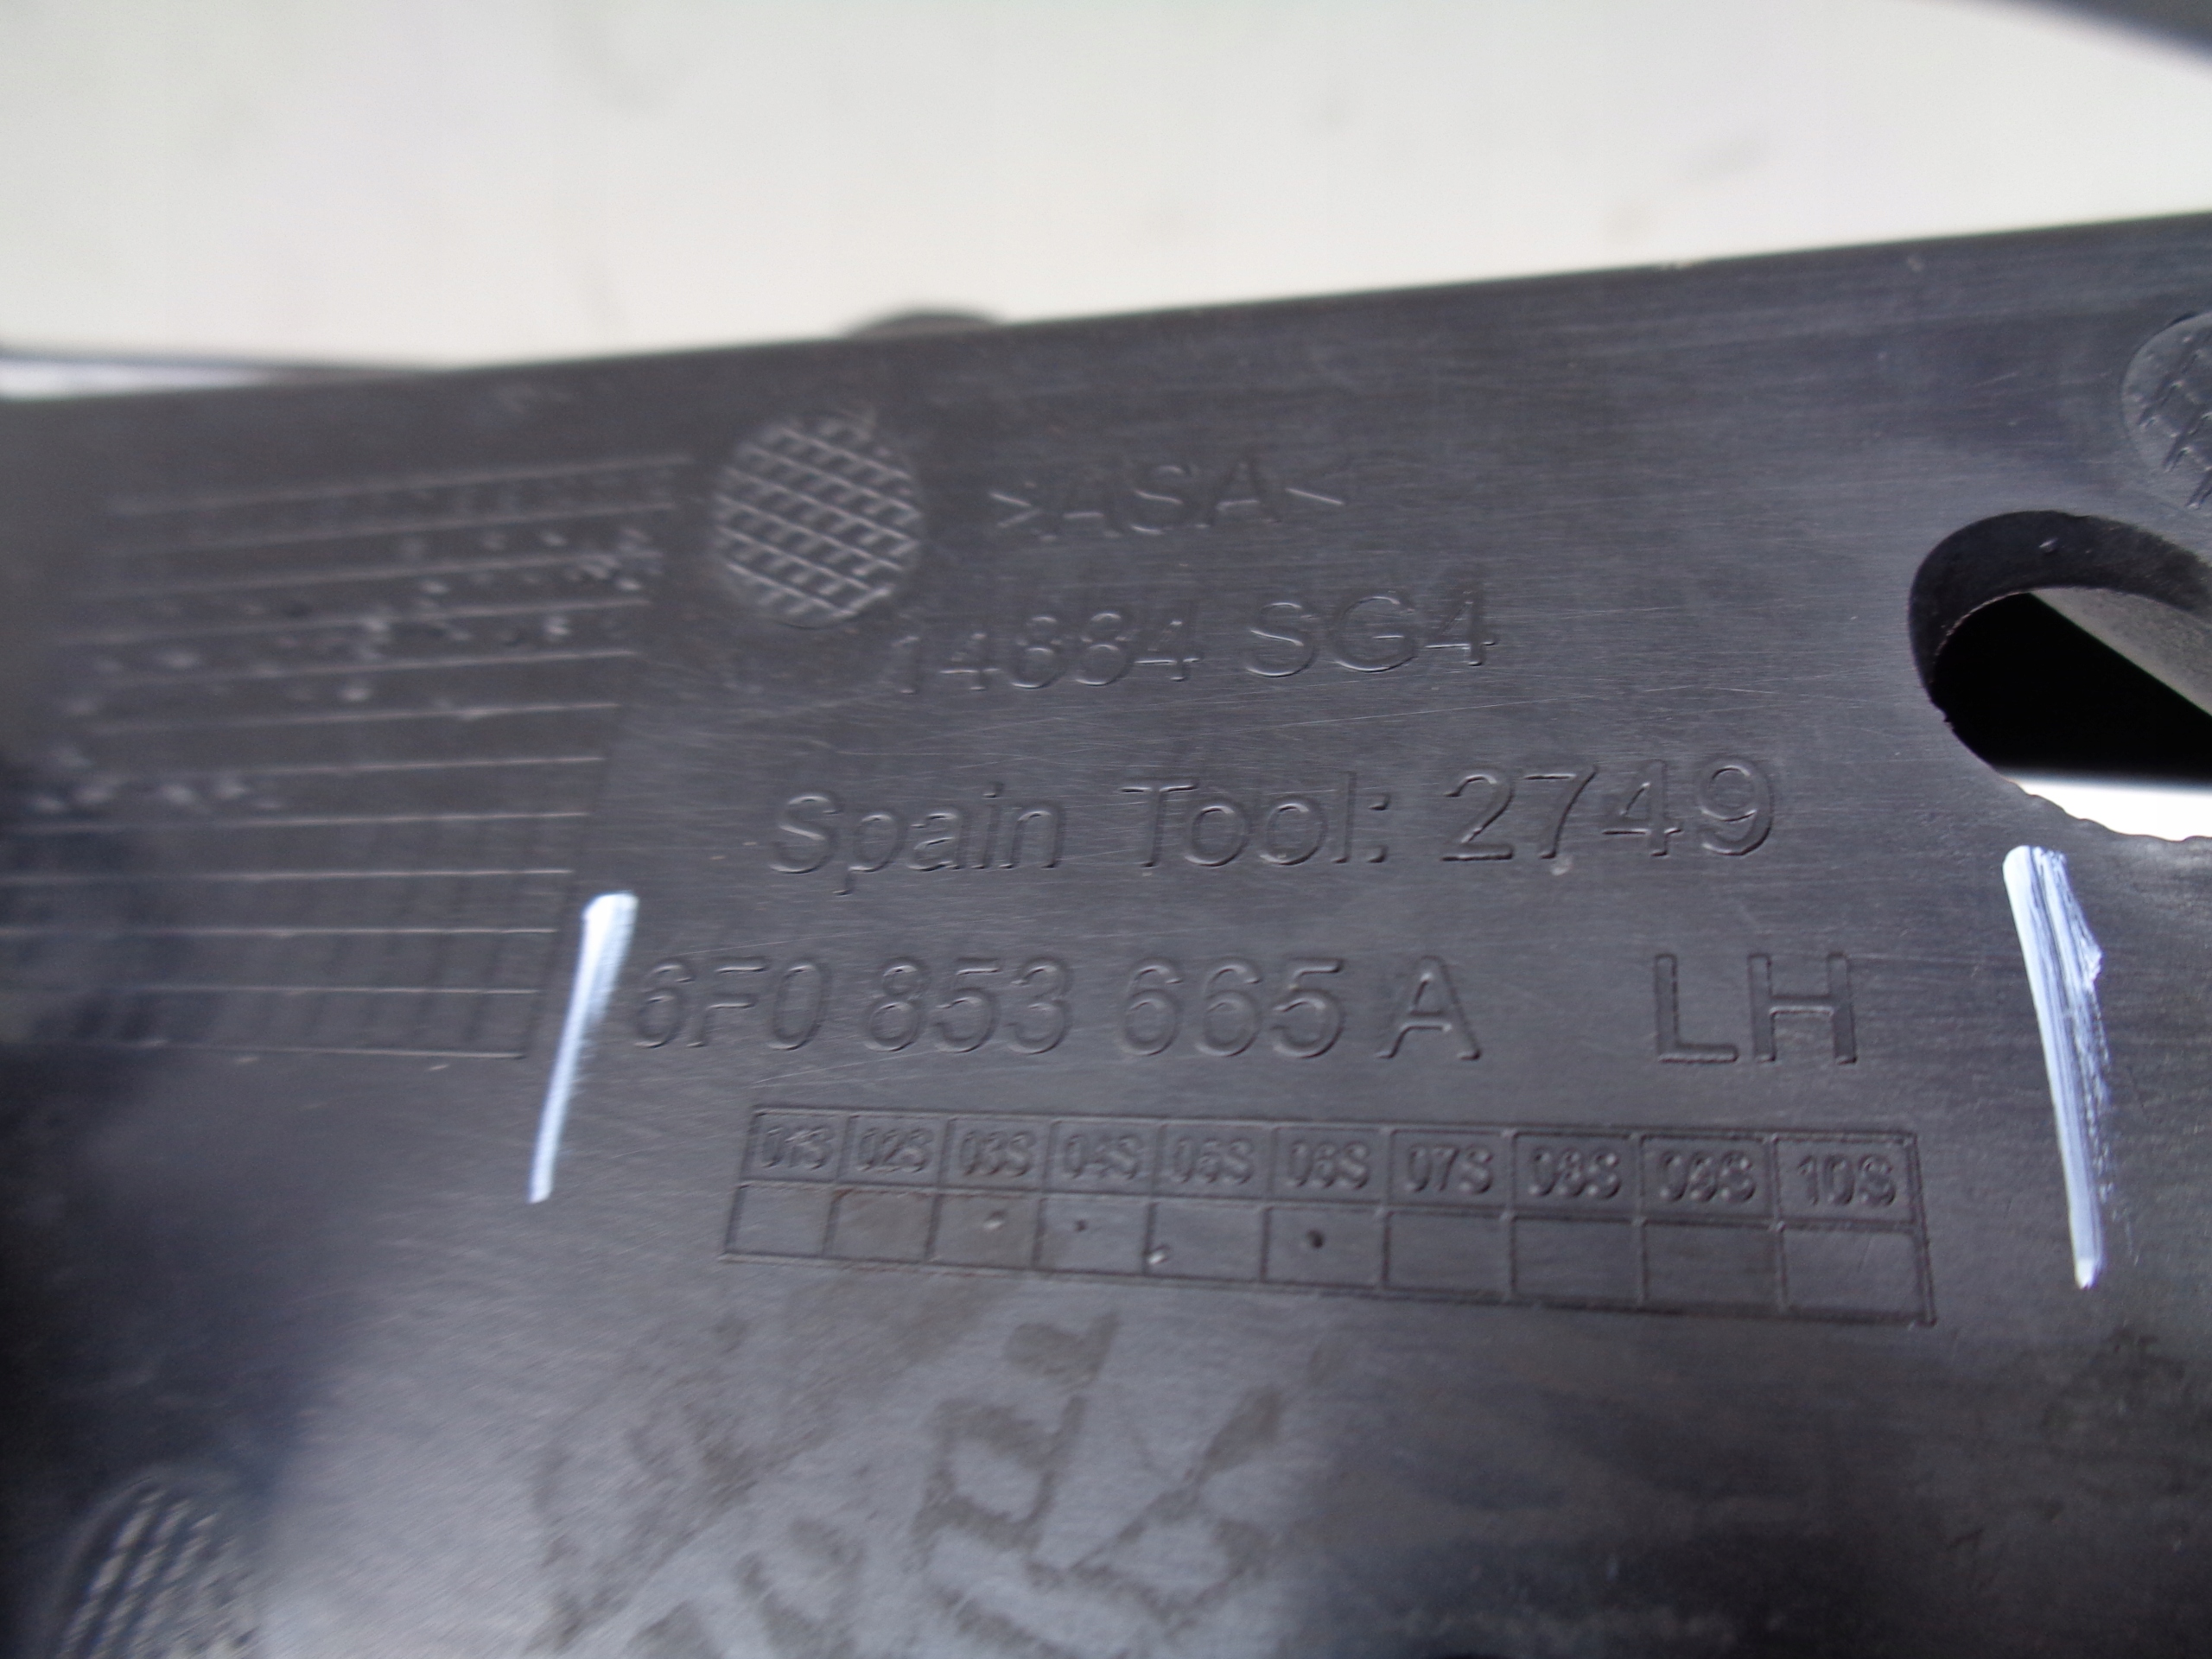 >ASA<
14884 SG4
Spain Tool: 2749
6F0 853 665 A LH
01S 02S 03S 04S 05S 06S 07S 08S 09S 10S